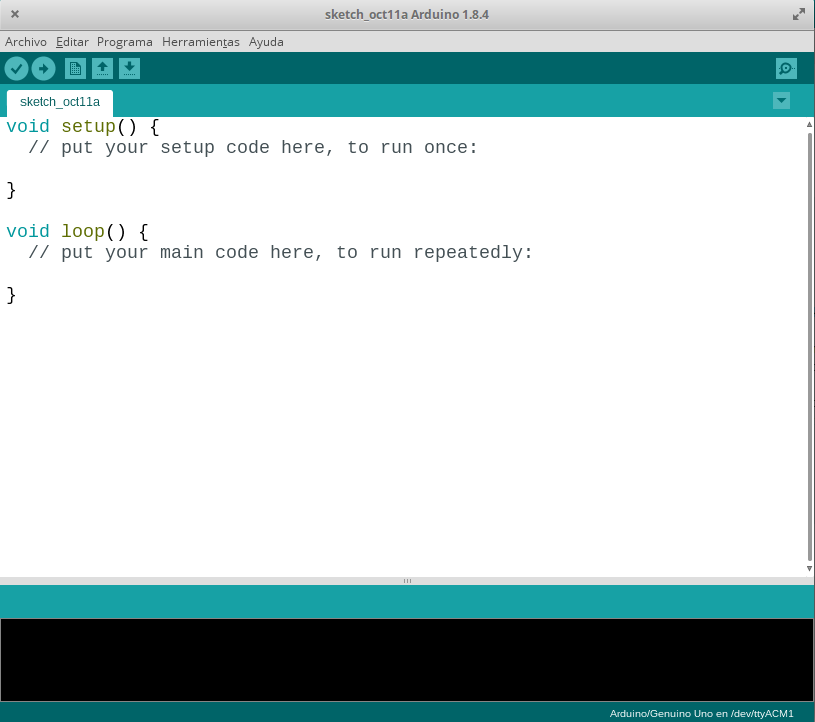 sketch_oct11a Arduino 1.8.4
Archivo Editar Programa Herramientas Ayuda
sketch_oct11a
void setup() {
  // put your setup code here, to run once:
}
void loop() {
  // put your main code here, to run repeatedly:
}
Arduino/Genuino Uno en /dev/ttyACM1